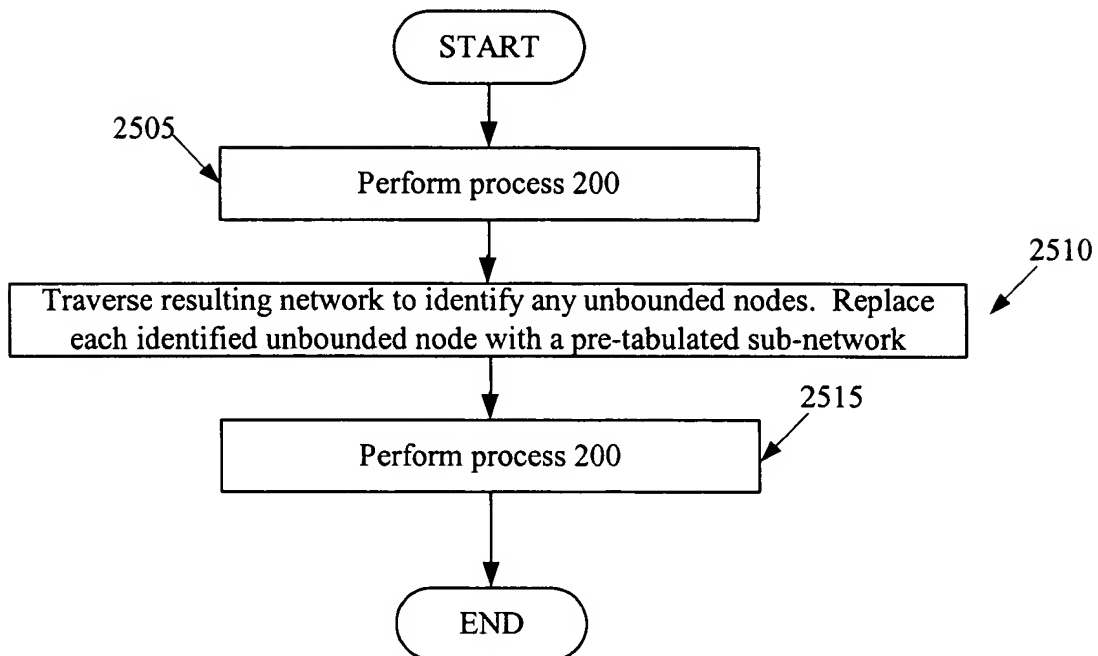 START
2505
Perform process 200
2510
Traverse resulting network to identify any unbounded nodes. Replace
each identified unbounded node with a pre-tabulated sub-network
2515
Perform process 200
END